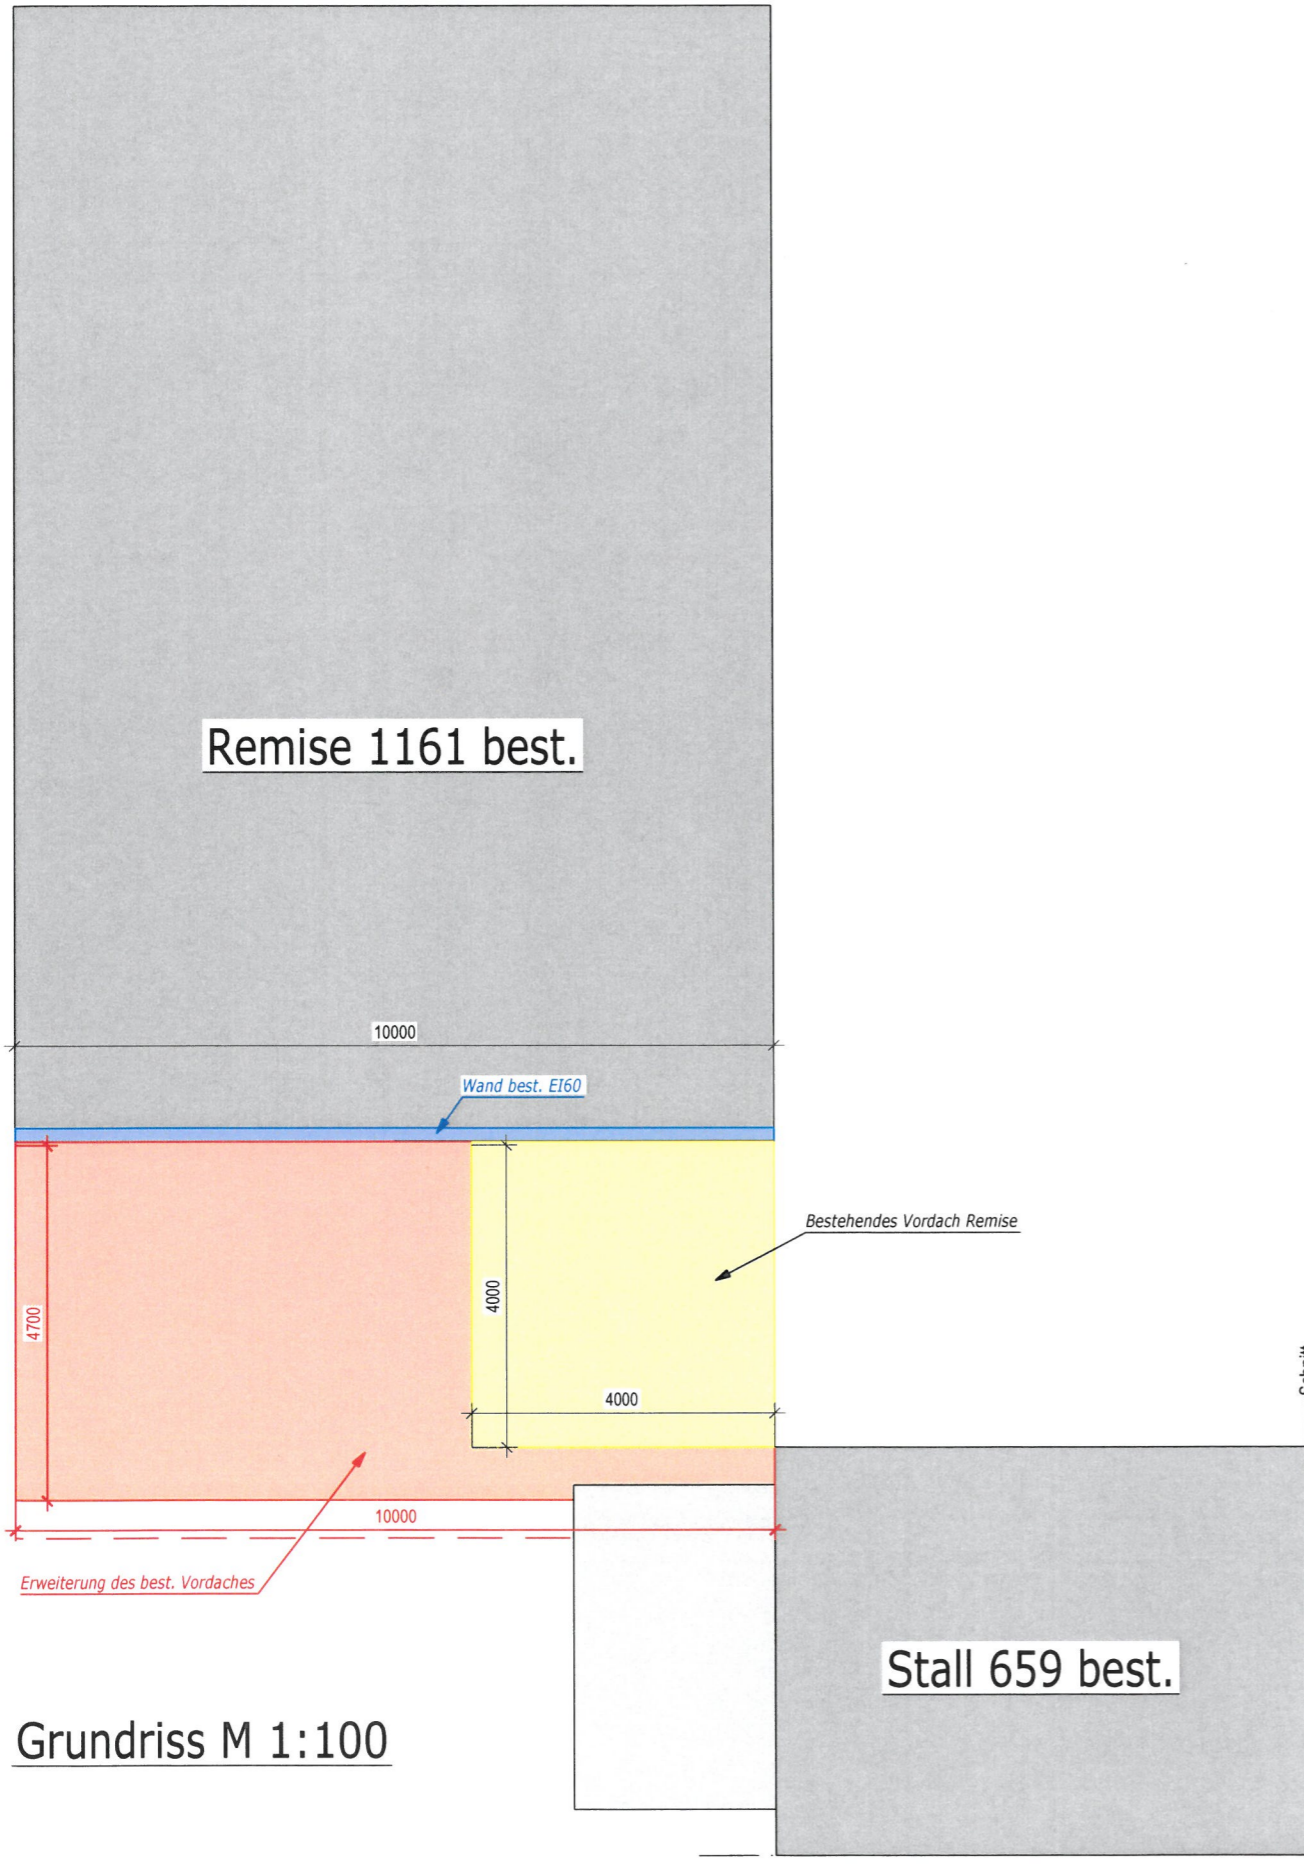 Remise 1161 best.
10000
Wand best. EI60
Bestehendes Vordach Remise
4700
4000
4000
10000
Erweiterung des best. Vordaches
Stall 659 best.
Grundriss M 1:100